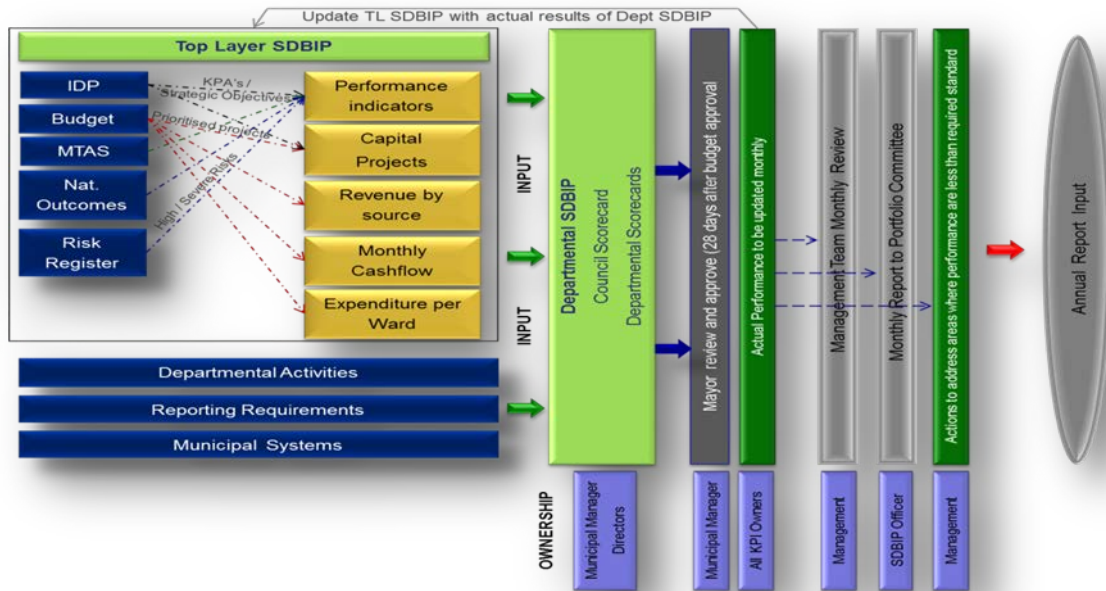 Update TL SDBIP with actual results of Dept SDBIP
Top Layer SDBIP
IDP
Budget
MTAS
Nat.
Outcomes
Risk
Register
KPA's /
Strategic Objectives
Prioritised projects
High / Severe Risks
Performance
indicators
Capital
Projects
Revenue by
source
Monthly
Cashflow
Expenditure per
Ward
Departmental Activities
Reporting Requirements
Municipal Systems
INPUT
INPUT
Departmental SDBIP
Council Scorecard
Departmental Scorecards
Mayor review and approve (28 days after budget approval
Actual Performance to be updated monthly
Management Team Monthly Review
Monthly Report to Portfolio Committee
Actions to address areas where performance are less than required standard
Annual Report Input
OWNERSHIP
Municipal Manager
Directors
Municipal Manager
All KPI Owners
Management
SDBIP Officer
Management